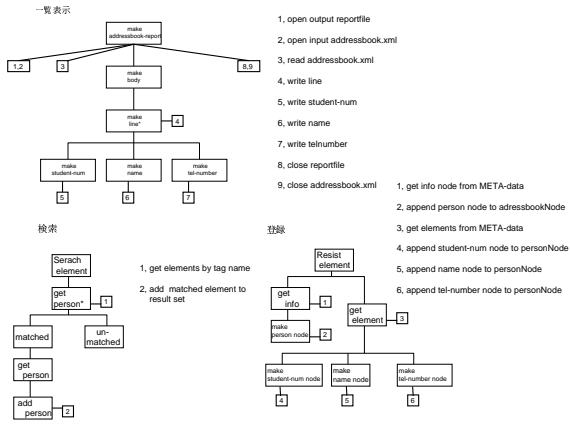 一覧表示
make
addressbook-report
1,2
3
8,9
make
body
make
line*
4
make
student-num
make
name
make
tel-number
5
6
7
1, open output reportfile
2, open input addressbook.xml
3, read addressbook.xml
4, write line
5, write student-num
6, write name
7, write telnumber
8, close reportfile
9, close addressbook.xml
検索
Serach
element
get
person*
1
matched
un-
matched
get
person
add
person
2
1, get elements by tag name
2, add matched element to
result set
登録
Resist
element
get
info
1
make
person node
2
get
element
3
make
student-num node
make
name node
make
tel-number node
4
5
6
1, get info node from META-data
2, append person node to adressbookNode
3, get elements from META-data
4, append student-num node to personNode
5, append name node to personNode
6, append tel-number node to personNode